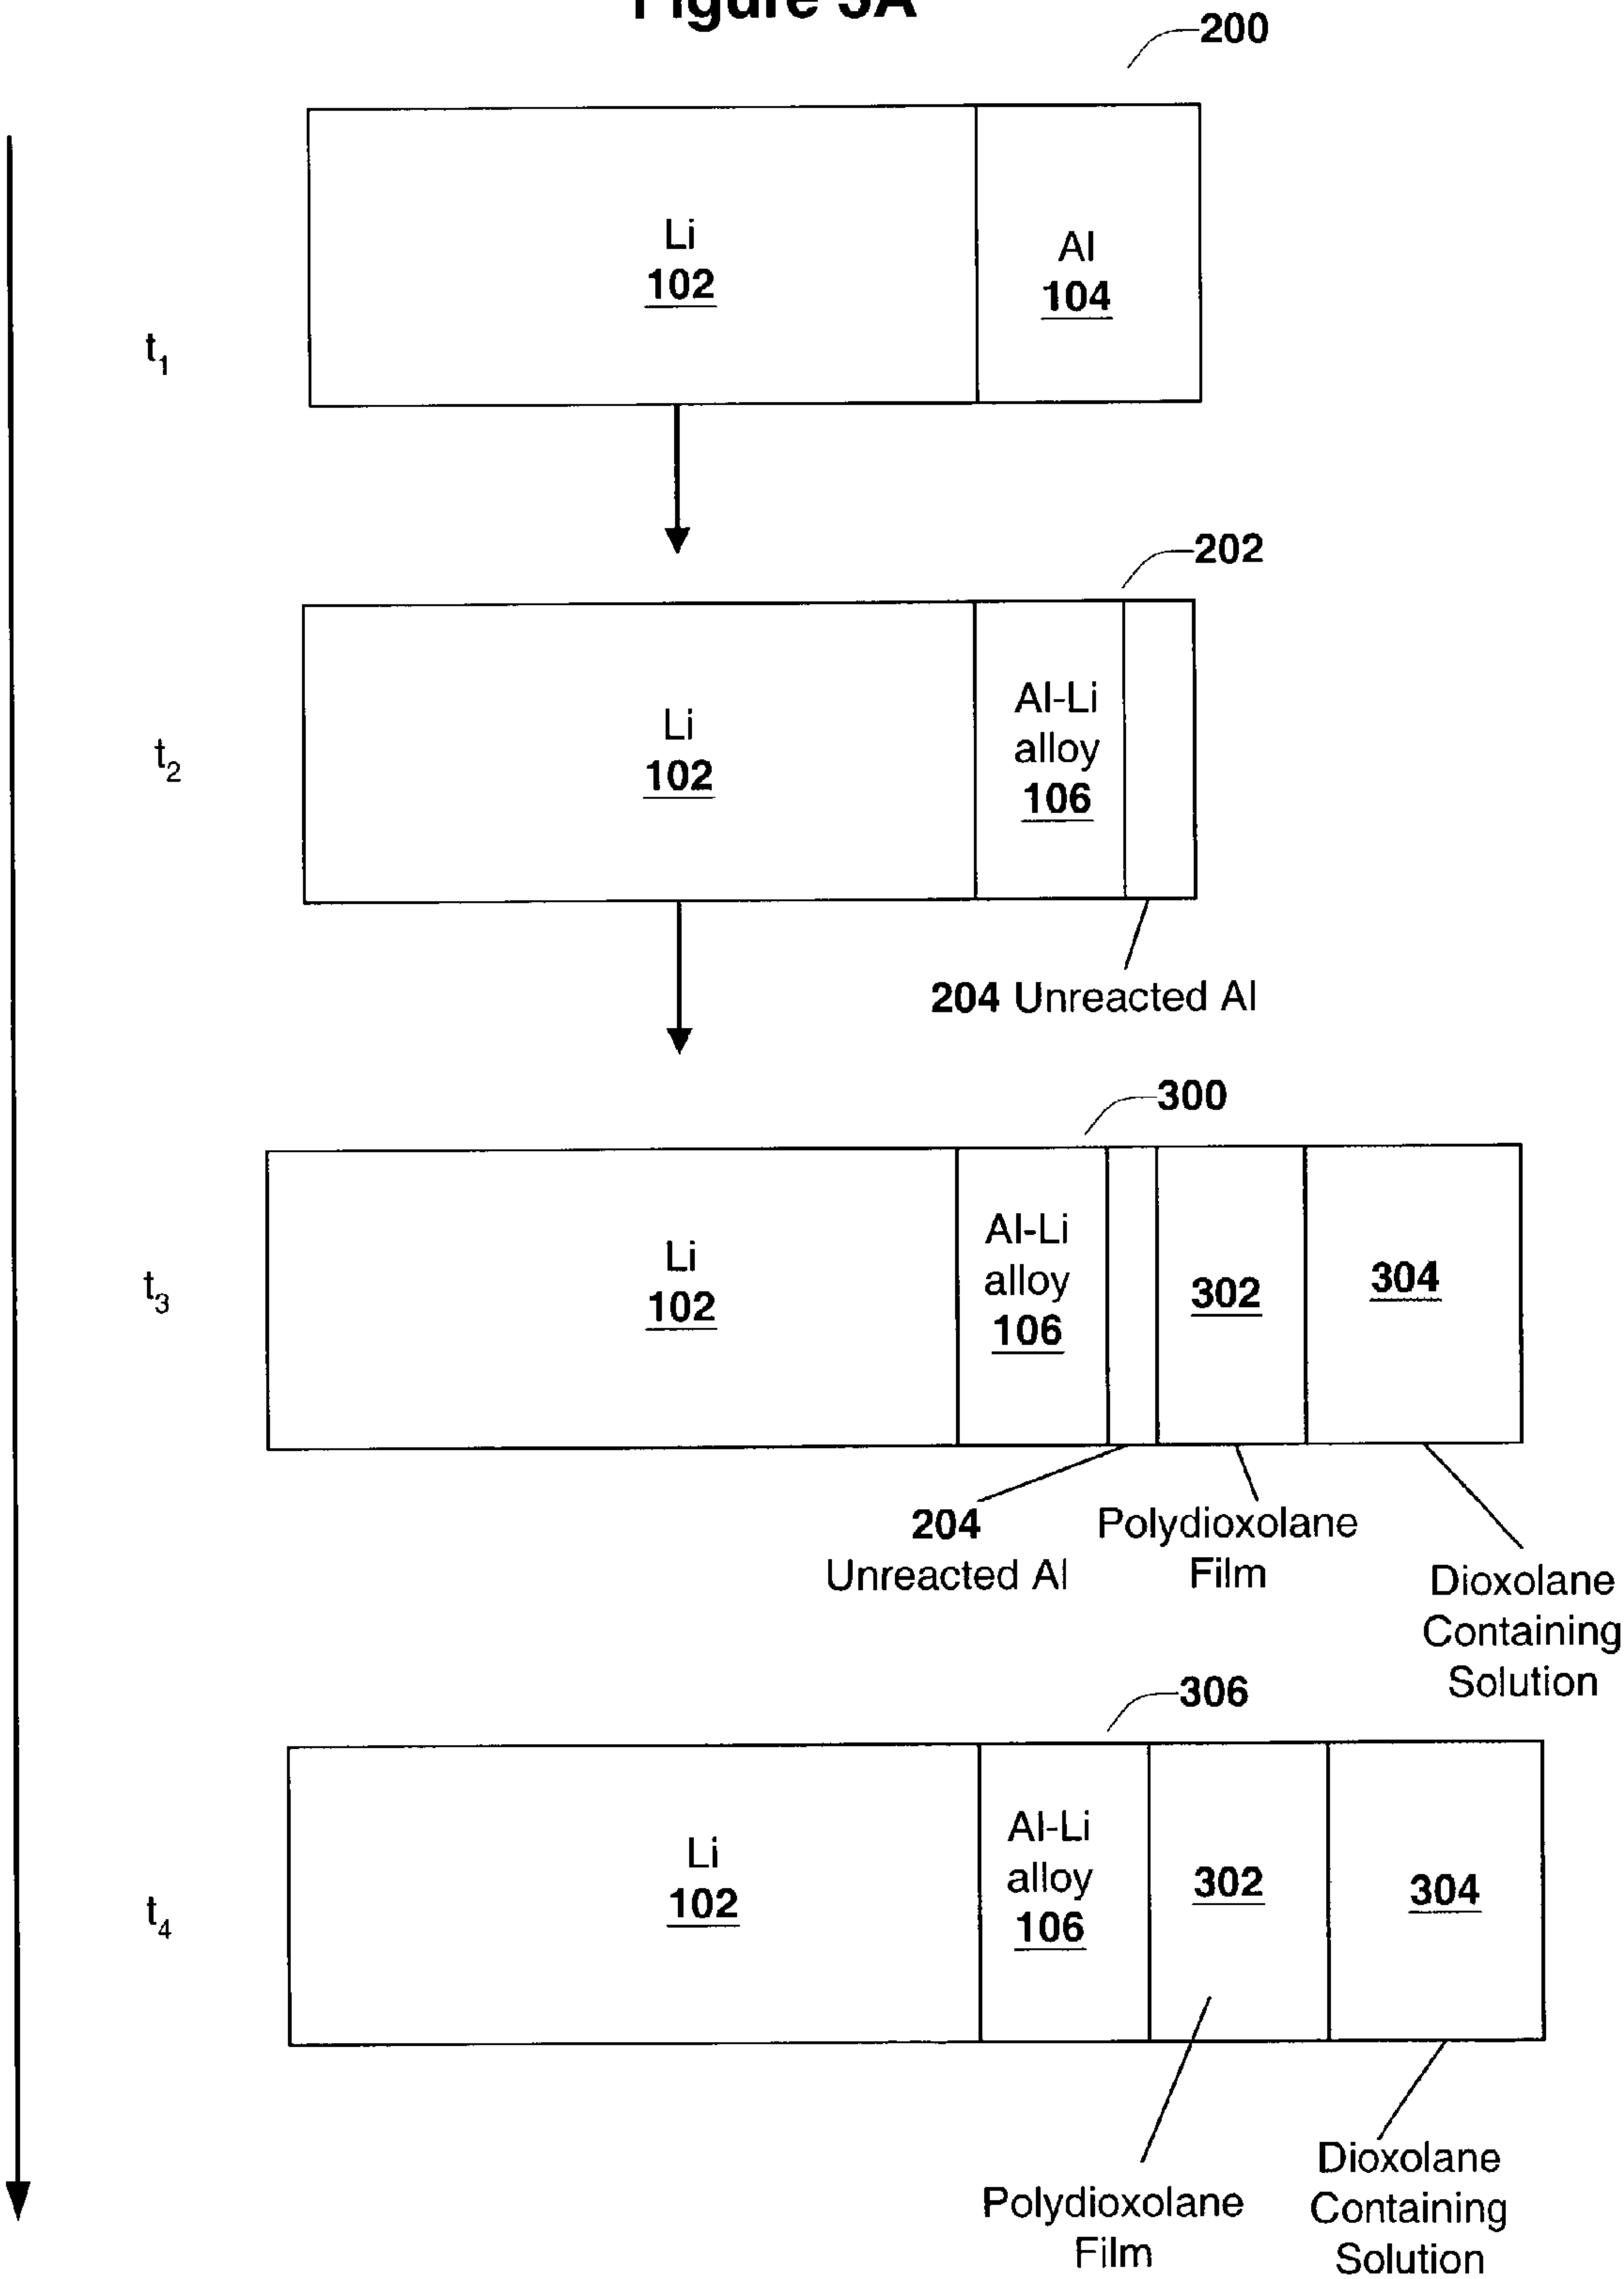 Figure 3A
200
Li
102
Al
104
t1
202
Li
102
Al-Li
alloy
106
t2
204 Unreacted Al
300
Li
102
Al-Li
alloy
106
302
304
t3
204
Unreacted Al
Polydioxolane
Film
Dioxolane
Containing
Solution
306
Li
102
Al-Li
alloy
106
302
304
t4
Polydioxolane
Film
Dioxolane
Containing
Solution